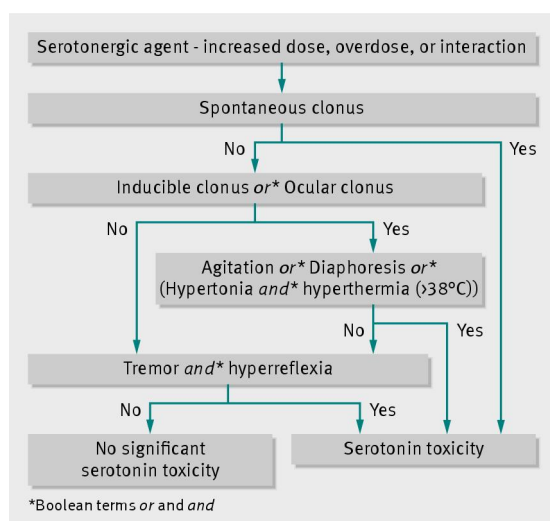 Serotonergic agent - increased dose, overdose, or interaction
Spontaneous clonus
No
Yes
Inducible clonus or* Ocular clonus
No
Yes
Agitation or* Diaphoresis or*
(Hypertonia and* hyperthermia (>38°C))
No
Yes
Tremor and* hyperreflexia
No
Yes
No significant
serotonin toxicity
Serotonin toxicity
*Boolean terms or and and